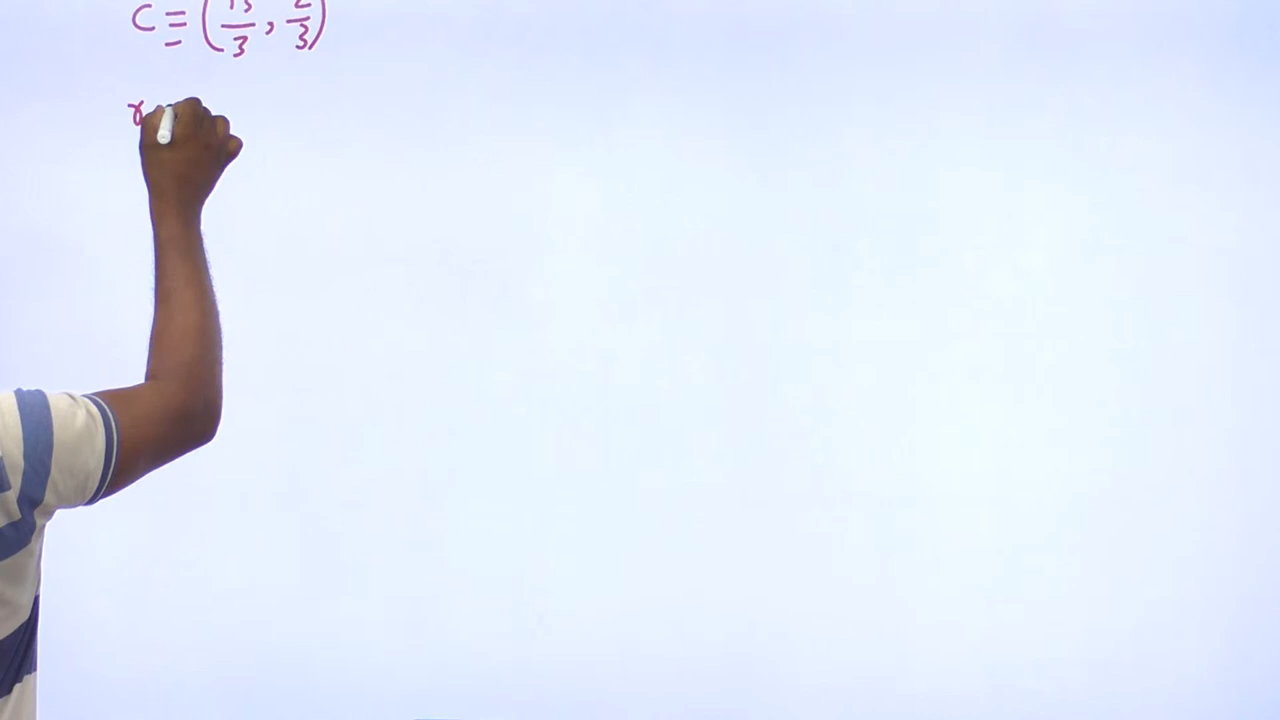 C ≡ (13/3, 2/3)
r